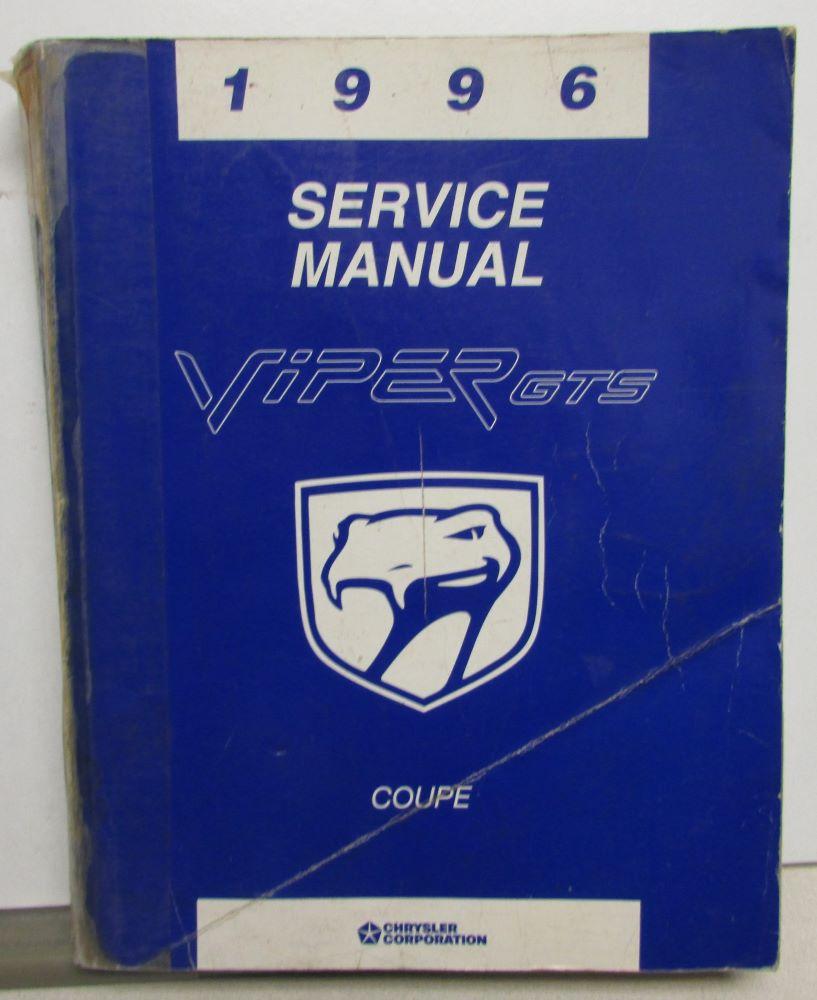 1 9 9 6
SERVICE
MANUAL
ViPER GTS
COUPE
CHRYSLER
CORPORATION